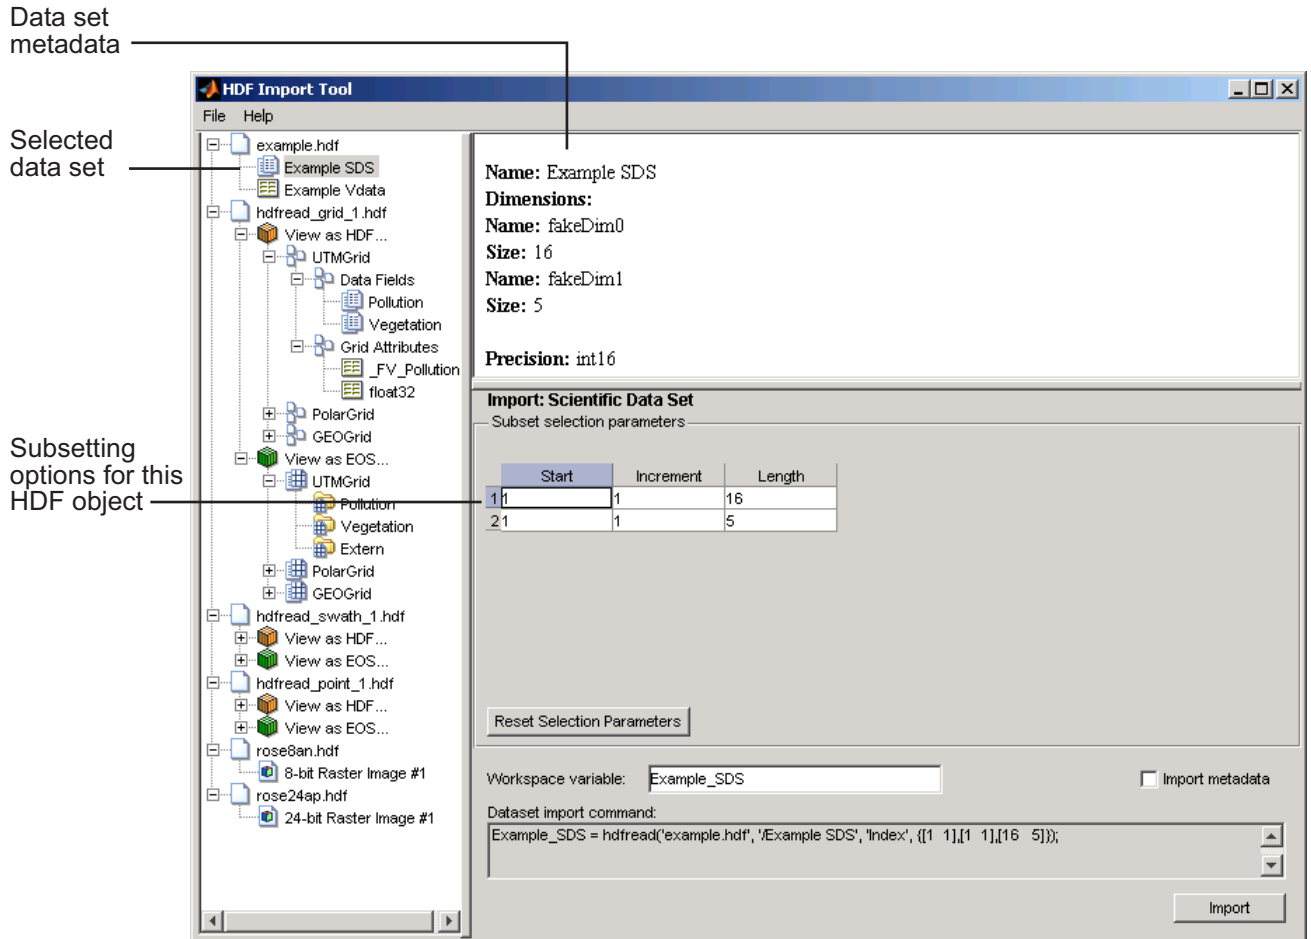 Data set
metadata
HDF Import Tool
File Help
Selected
data set
example.hdf
Example SDS
Example Vdata
hdfread_grid_1.hdf
View as HDF...
UTMGrid
Data Fields
Pollution
Vegetation
Grid Attributes
_FV_Pollution
float32
PolarGrid
GEOGrid
Subsetting
options for this
HDF object
View as EOS...
UTMGrid
Pollution
Vegetation
Extern
PolarGrid
GEOGrid
hdfread_swath_1.hdf
View as HDF...
View as EOS...
hdfread_point_1.hdf
View as HDF...
View as EOS...
rose8an.hdf
8-bit Raster Image #1
rose24ap.hdf
24-bit Raster Image #1
Name: Example SDS
Dimensions:
Name: fakeDim0
Size: 16
Name: fakeDim1
Size: 5
Precision: int16
Import: Scientific Data Set
Subset selection parameters
Start Increment Length
1 1 1 16
2 1 1 5
Reset Selection Parameters
Workspace variable: Example_SDS Import metadata
Dataset import command:
Example_SDS = hdfread('example.hdf', '/Example SDS', 'Index', {[1 1],[1 1],[16 5]});
Import